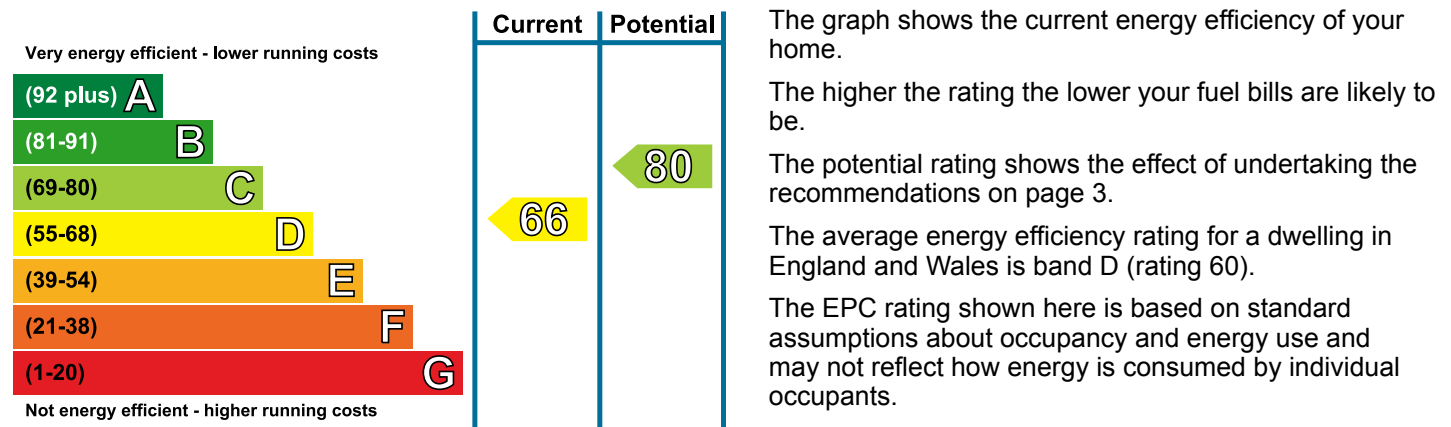 Current Potential
Very energy efficient - lower running costs
(92 plus) A
(81-91) B
(69-80) C
(55-68) D
(39-54) E
(21-38) F
(1-20) G
Not energy efficient - higher running costs
66
80
The graph shows the current energy efficiency of your
home.
The higher the rating the lower your fuel bills are likely to
be.
The potential rating shows the effect of undertaking the
recommendations on page 3.
The average energy efficiency rating for a dwelling in
England and Wales is band D (rating 60).
The EPC rating shown here is based on standard
assumptions about occupancy and energy use and
may not reflect how energy is consumed by individual
occupants.